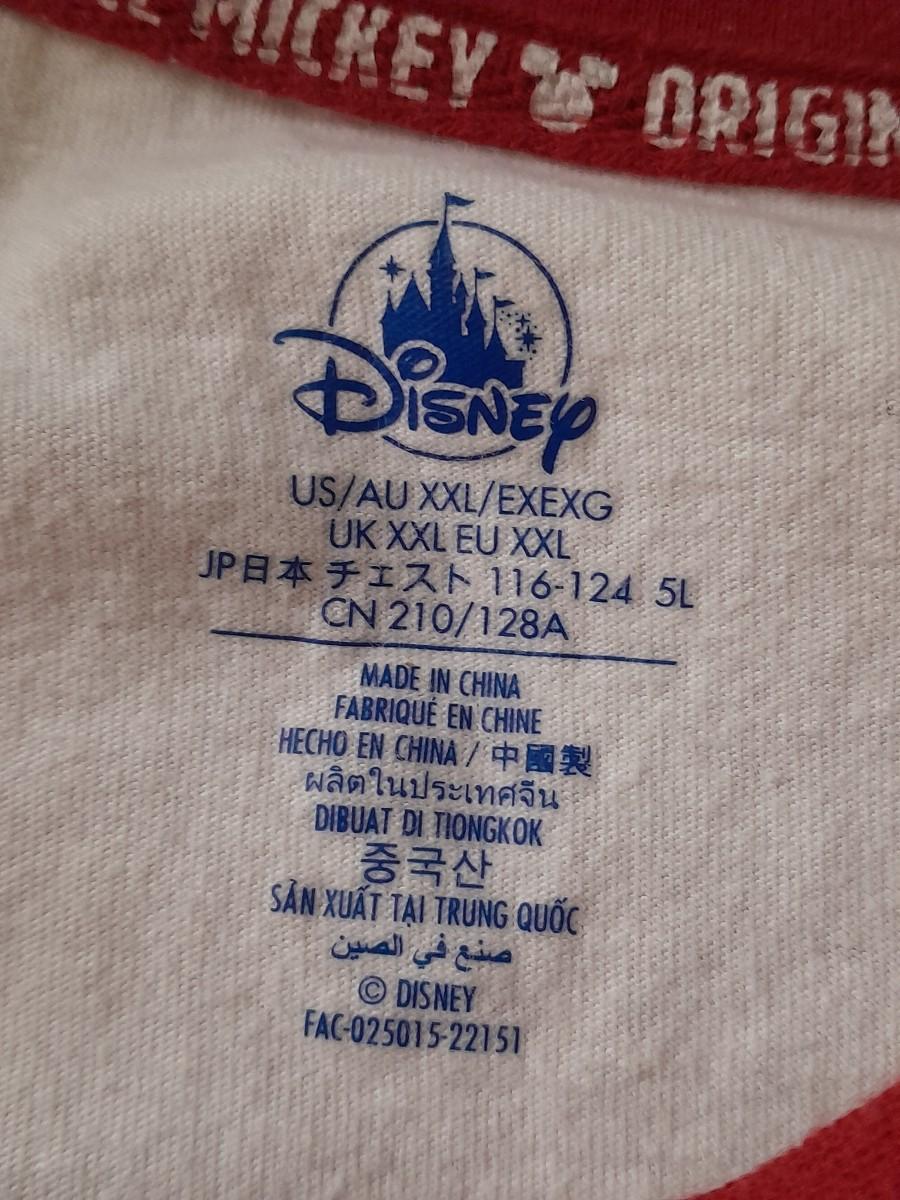 MICKEY ORIGIN
Disney
US/AU XXL/EXEXG
UK XXL EU XXL
JP日本 チェスト 116-124 5L
CN 210/128A
MADE IN CHINA
FABRIQUÉ EN CHINE
HECHO EN CHINA / 中國製
ผลิตในประเทศจีน
DIBUAT DI TIONGKOK
중국산
SẢN XUẤT TẠI TRUNG QUỐC
صنع في الصين
© DISNEY
FAC-025015-22151